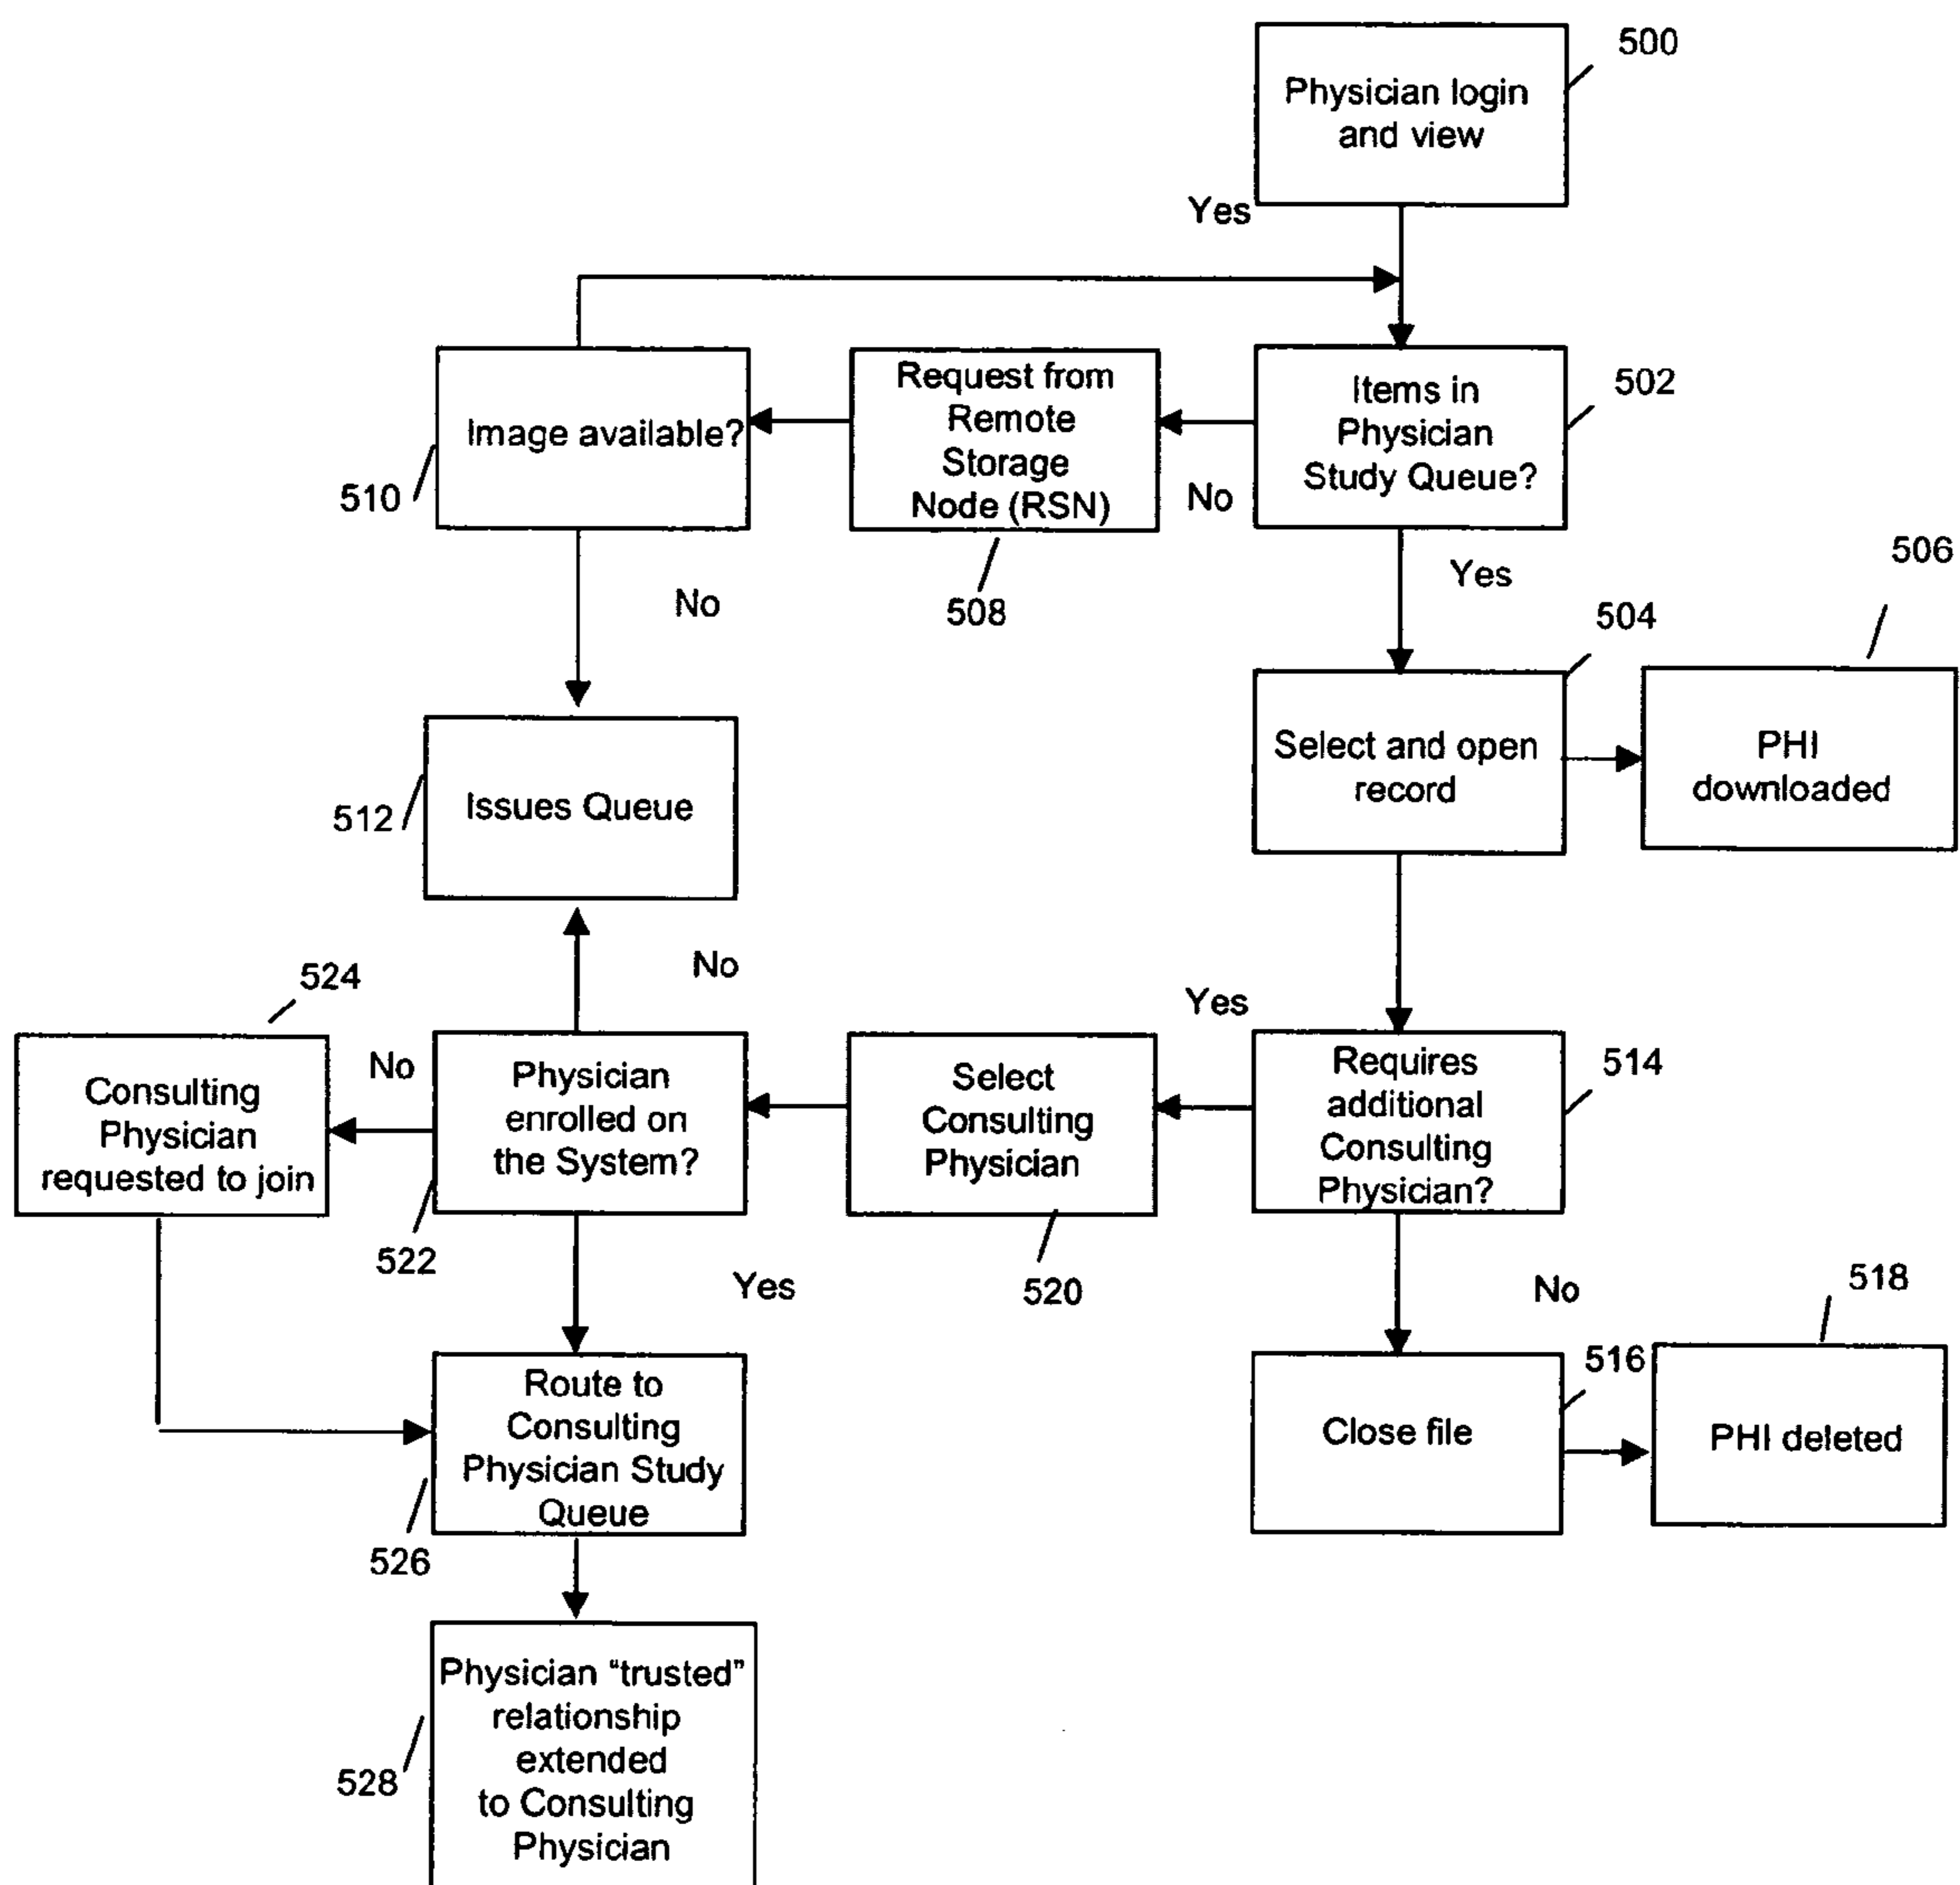 500
Physician login
and view
Yes
Request from
Remote
Storage
Node (RSN)
Items in
Physician
Study Queue?
502
Image available?
510
No
508
No
Yes
506
504
Select and open
record
PHI
downloaded
Issues Queue
512
No
524
Yes
Consulting
Physician
requested to join
No
Physician
enrolled on
the System?
Select
Consulting
Physician
Requires
additional
Consulting
Physician?
514
522
Yes
520
No
518
516
Route to
Consulting
Physician Study
Queue
Close file
PHI deleted
526
Physician “trusted”
relationship
extended
to Consulting
Physician
528